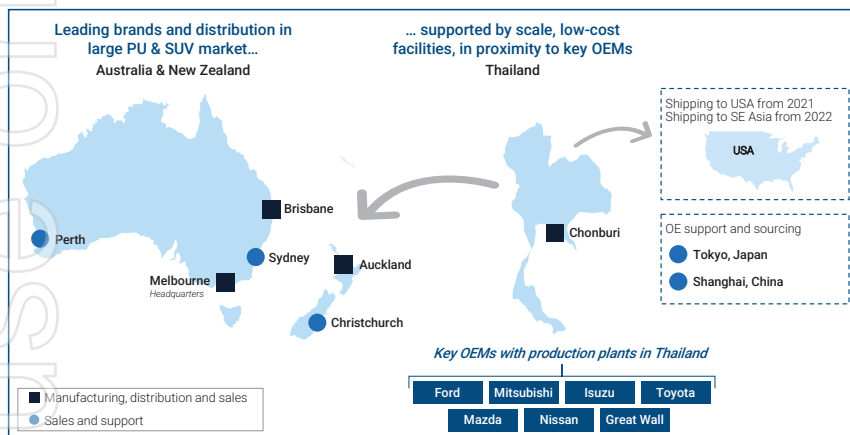 Leading brands and distribution in
large PU & SUV market…
Australia & New Zealand
… supported by scale, low-cost
facilities, in proximity to key OEMs
Thailand
Shipping to USA from 2021
Shipping to SE Asia from 2022
USA
Brisbane
Perth
Sydney
Melbourne
Headquarters
Auckland
Christchurch
Chonburi
OE support and sourcing
Tokyo, Japan
Shanghai, China
Key OEMs with production plants in Thailand
Ford
Mitsubishi
Isuzu
Toyota
Mazda
Nissan
Great Wall
Manufacturing, distribution and sales
Sales and support